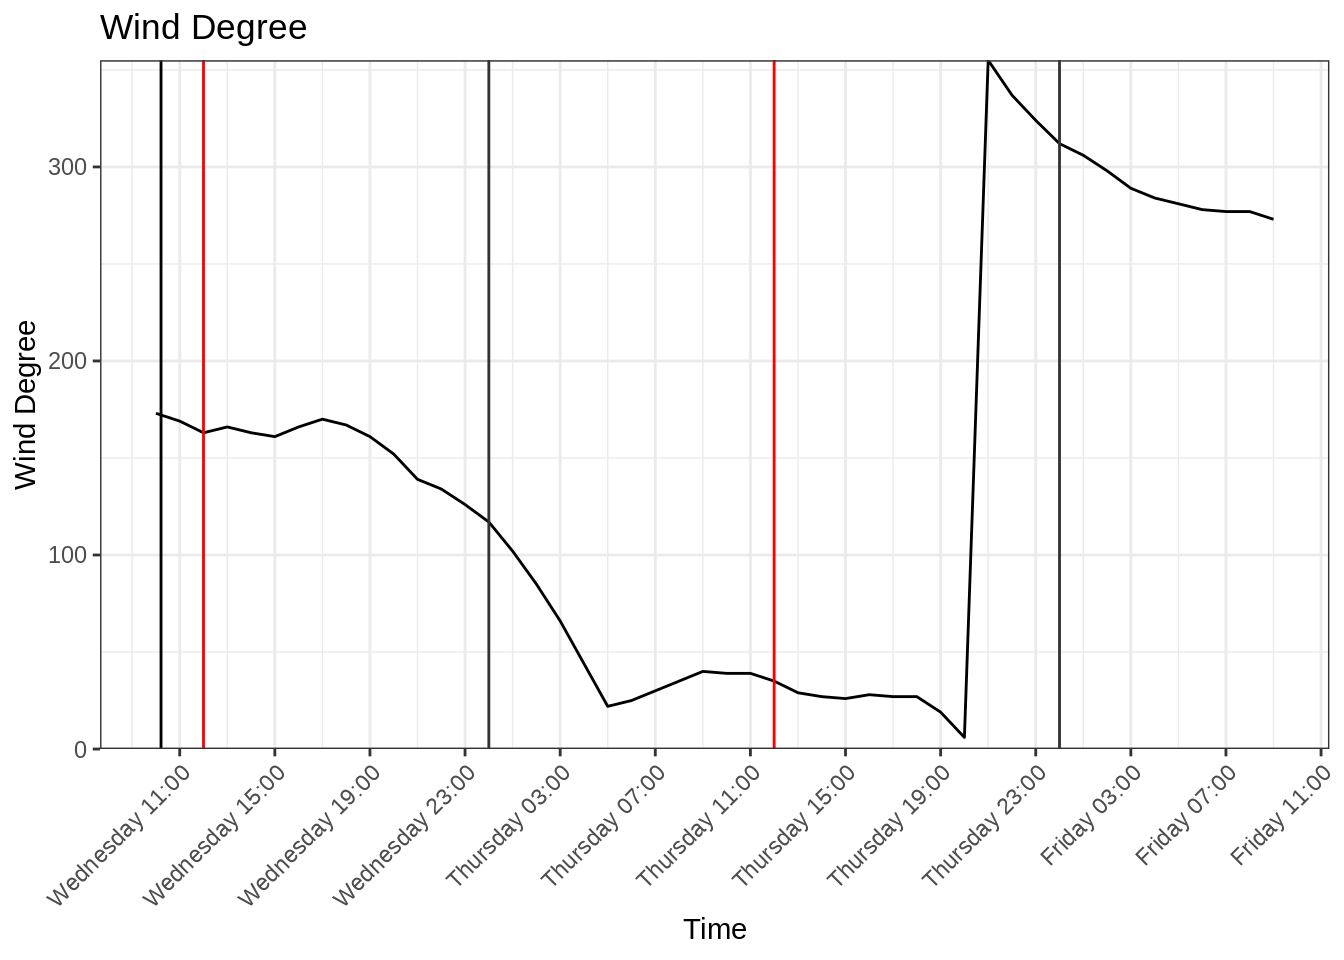 Wind Degree
Wind Degree
300
200
100
0
Wednesday 11:00
Wednesday 15:00
Wednesday 19:00
Wednesday 23:00
Thursday 03:00
Thursday 07:00
Thursday 11:00
Thursday 15:00
Thursday 19:00
Thursday 23:00
Friday 03:00
Friday 07:00
Friday 11:00
Time